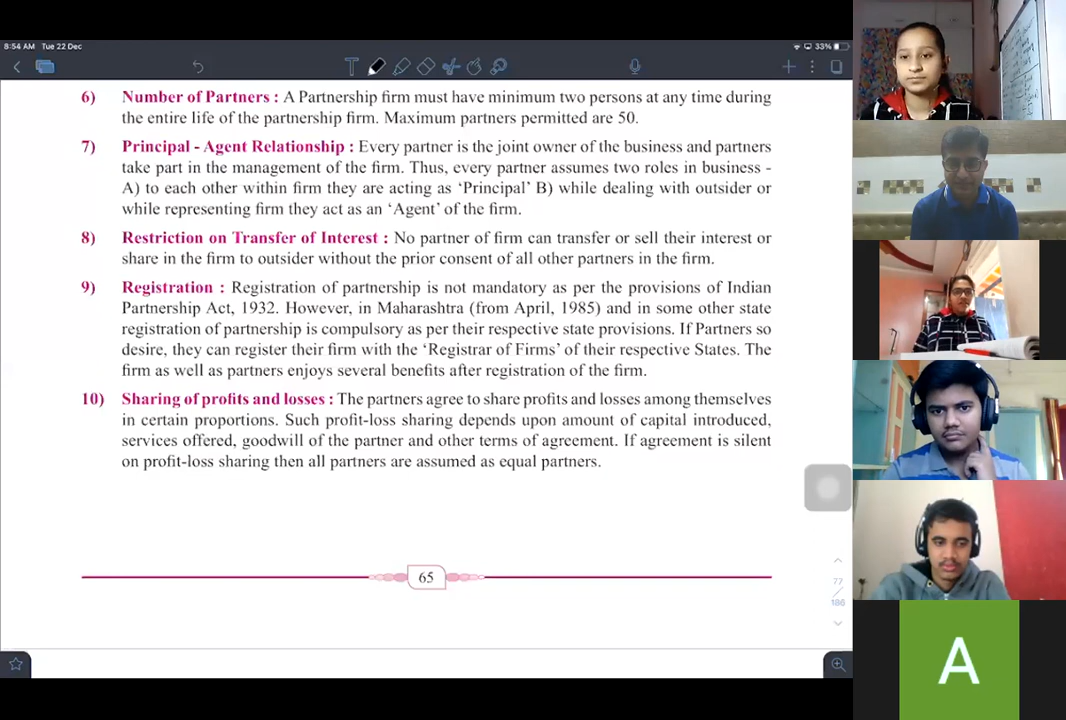 8:54 AM Tue 22 Dec
33%
6) Number of Partners : A Partnership firm must have minimum two persons at any time during
the entire life of the partnership firm. Maximum partners permitted are 50.
7) Principal - Agent Relationship : Every partner is the joint owner of the business and partners
take part in the management of the firm. Thus, every partner assumes two roles in business -
A) to each other within firm they are acting as ‘Principal’ B) while dealing with outsider or
while representing firm they act as an ‘Agent’ of the firm.
8) Restriction on Transfer of Interest : No partner of firm can transfer or sell their interest or
share in the firm to outsider without the prior consent of all other partners in the firm.
9) Registration : Registration of partnership is not mandatory as per the provisions of Indian
Partnership Act, 1932. However, in Maharashtra (from April, 1985) and in some other state
registration of partnership is compulsory as per their respective state provisions. If Partners so
desire, they can register their firm with the ‘Registrar of Firms’ of their respective States. The
firm as well as partners enjoys several benefits after registration of the firm.
10) Sharing of profits and losses : The partners agree to share profits and losses among themselves
in certain proportions. Such profit-loss sharing depends upon amount of capital introduced,
services offered, goodwill of the partner and other terms of agreement. If agreement is silent
on profit-loss sharing then all partners are assumed as equal partners.
65
77
/
186
A